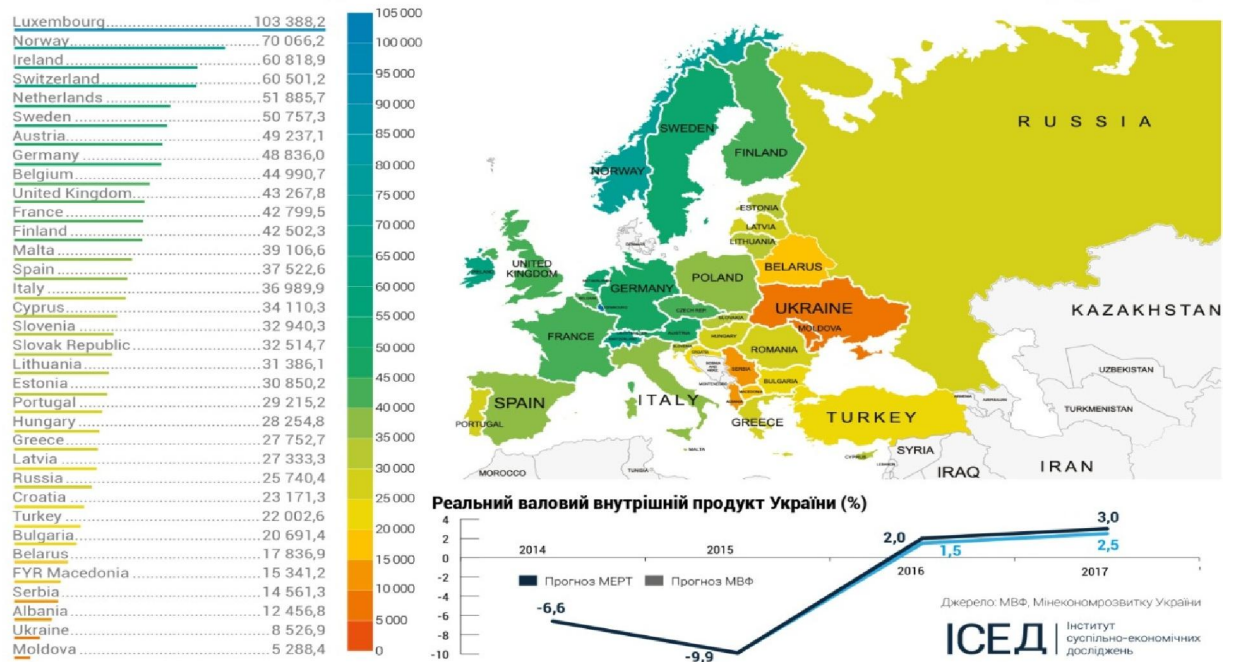 Luxembourg 103 388,2
Norway 70 066,2
Ireland 60 818,9
Switzerland 60 501,2
Netherlands 51 885,7
Sweden 50 757,3
Austria 49 237,1
Germany 48 836,0
Belgium 44 990,7
United Kingdom 43 267,8
France 42 799,5
Finland 42 502,3
Malta 39 106,6
Spain 37 522,6
Italy 36 989,9
Cyprus 34 110,3
Slovenia 32 940,3
Slovak Republic 32 514,7
Lithuania 31 386,1
Estonia 30 850,2
Portugal 29 215,2
Hungary 28 254,8
Greece 27 752,7
Latvia 27 333,3
Russia 25 740,4
Croatia 23 171,3
Turkey 22 002,6
Bulgaria 20 691,4
Belarus 17 836,9
FYR Macedonia 15 341,2
Serbia 14 561,3
Albania 12 456,8
Ukraine 8 526,9
Moldova 5 288,4
105 000
100 000
95 000
90 000
85 000
80 000
75 000
70 000
65 000
60 000
55 000
50 000
45 000
40 000
35 000
30 000
25 000
20 000
15 000
10 000
5 000
0
RUSSIA
SWEDEN
FINLAND
NORWAY
ESTONIA
LATVIA
LITHUANIA
UNITED
KINGDOM
BELARUS
POLAND
GERMANY
UKRAINE
KAZAKHSTAN
CZECH REP.
MOLDOVA
FRANCE
AUSTRIA
HUNGARY
ROMANIA
UZBEKISTAN
SERBIA
BULGARIA
MONTENEGRO
ITALY
SPAIN
TURKEY
TURKMENISTAN
PORTUGAL
GREECE
MALTA
CYPRUS
SYRIA
LEBANON
MOROCCO
TUNISIA
IRAQ
IRAN
Реальний валовий внутрішній продукт України (%)
4
2
0
-2
-4
-6
-8
-10
2014
2015
2016
2017
-6,6
-9,9
2,0
1,5
3,0
2,5
Прогноз МЕРТ
Прогноз МВФ
Джерело: МВФ, Мінекономрозвитку України
ІСЕД
Інститут
суспільно-економічних
досліджень